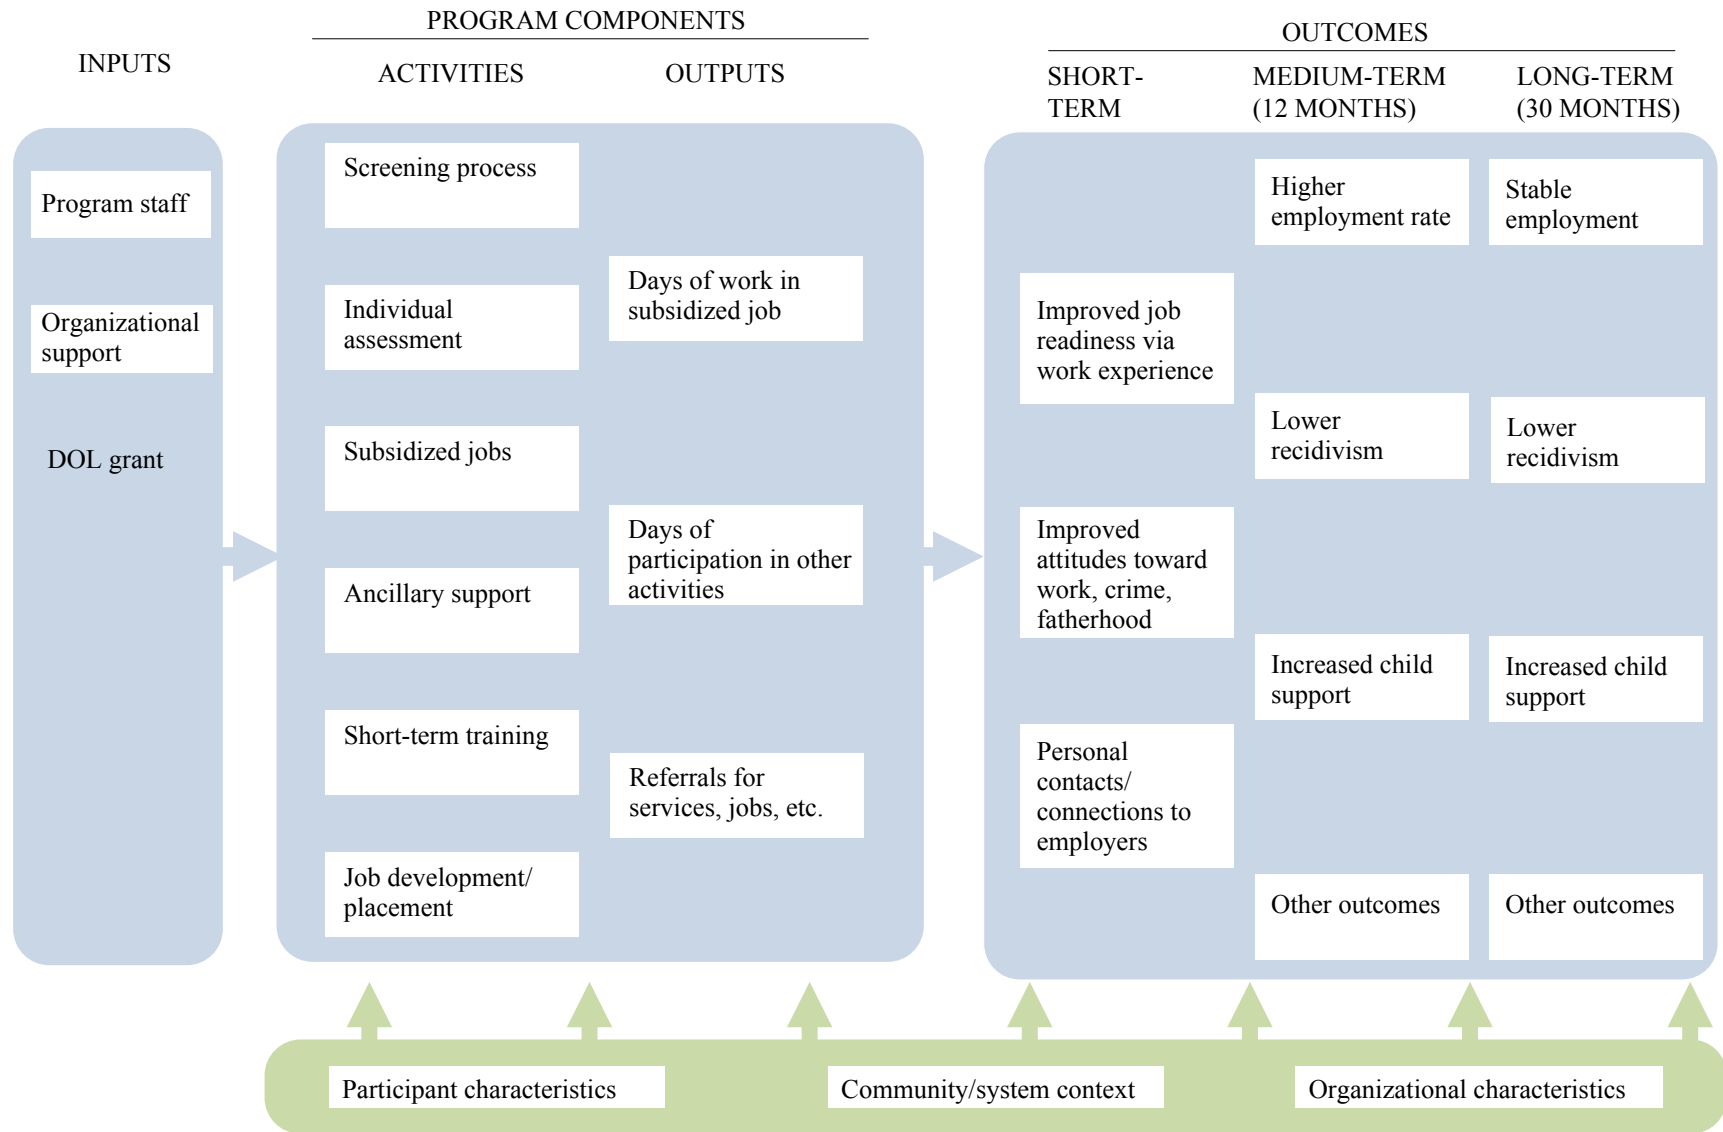 PROGRAM COMPONENTS
OUTCOMES
INPUTS
ACTIVITIES
OUTPUTS
SHORT-
TERM
MEDIUM-TERM
(12 MONTHS)
LONG-TERM
(30 MONTHS)
Program staff
Organizational
support
DOL grant
Screening process
Individual
assessment
Subsidized jobs
Ancillary support
Short-term training
Job development/
placement
Days of work in
subsidized job
Days of
participation in other
activities
Referrals for
services, jobs, etc.
Improved job
readiness via
work experience
Improved
attitudes toward
work, crime,
fatherhood
Personal
contacts/
connections to
employers
Higher
employment rate
Lower
recidivism
Increased child
support
Other outcomes
Stable
employment
Lower
recidivism
Increased child
support
Other outcomes
Participant characteristics
Community/system context
Organizational characteristics